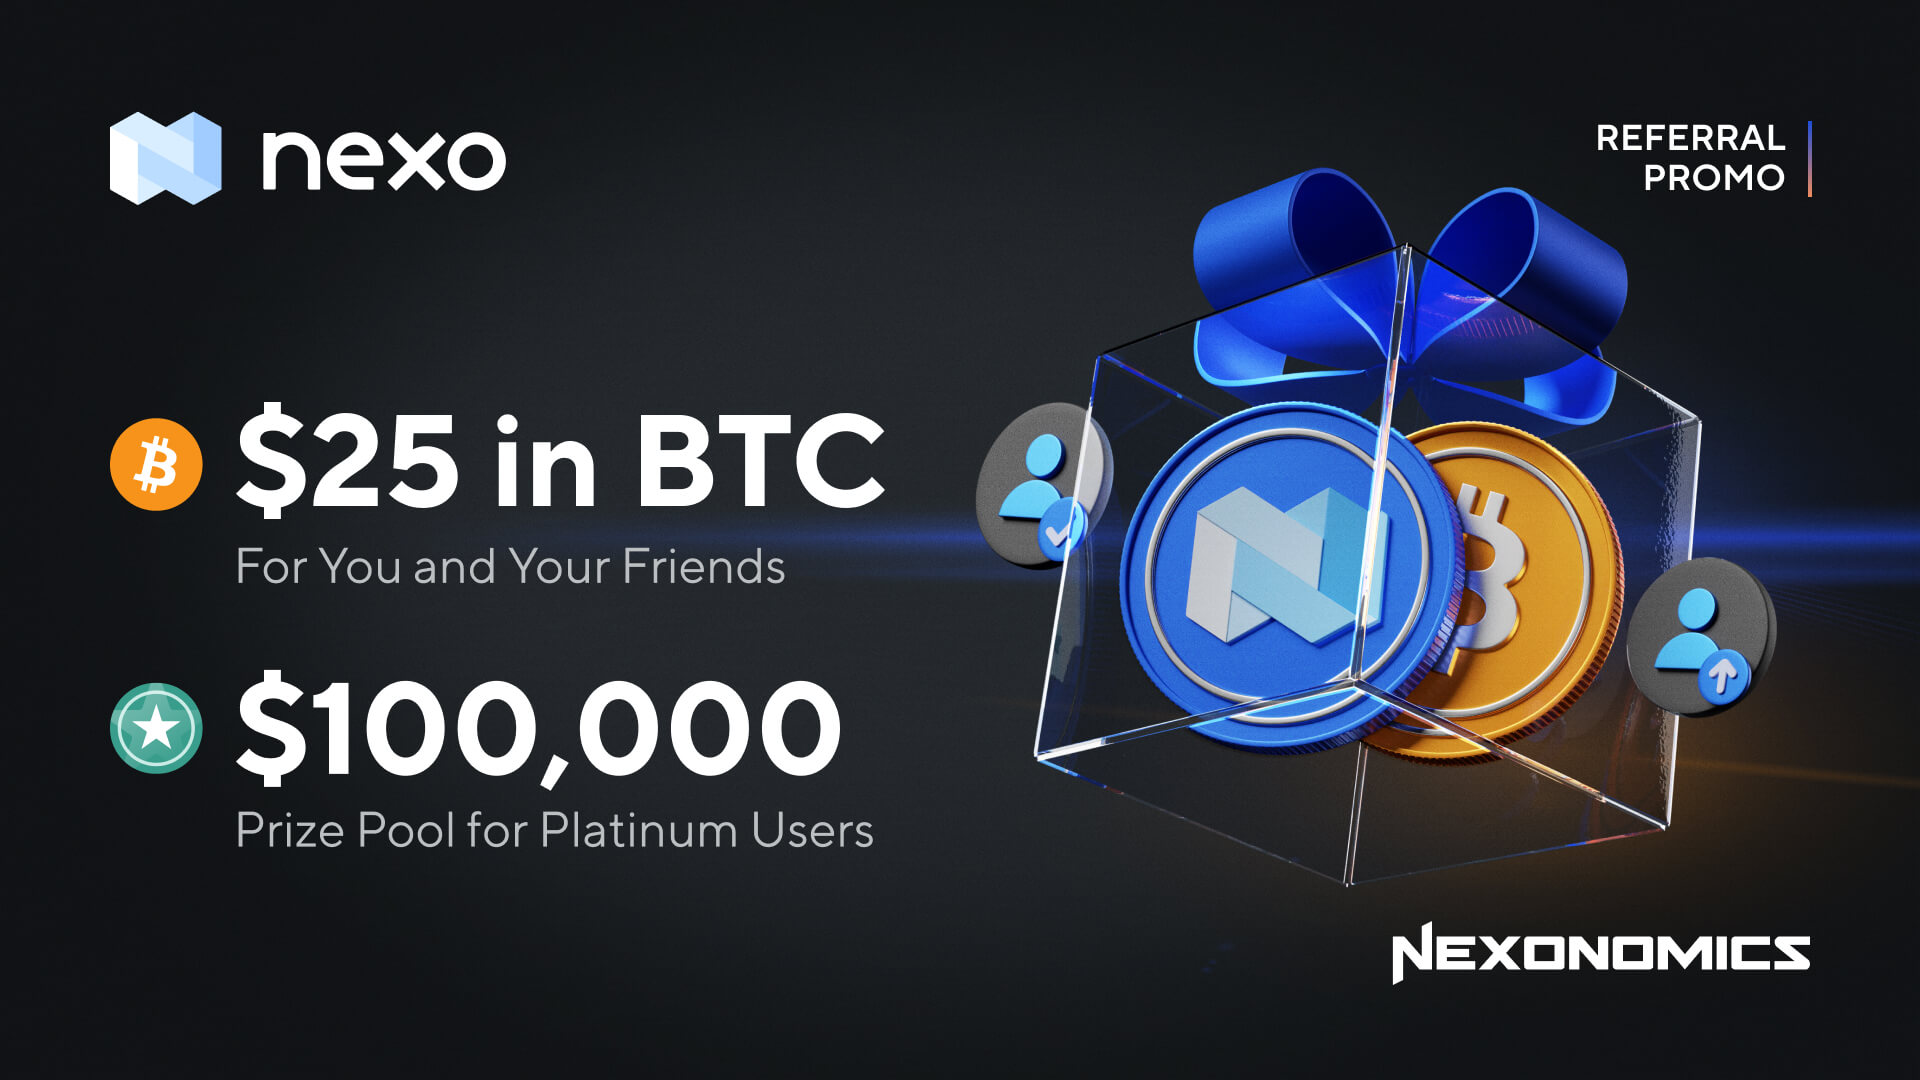 nexo
REFERRAL
PROMO
$25 in BTC
For You and Your Friends
$100,000
Prize Pool for Platinum Users
NEXONOMICS